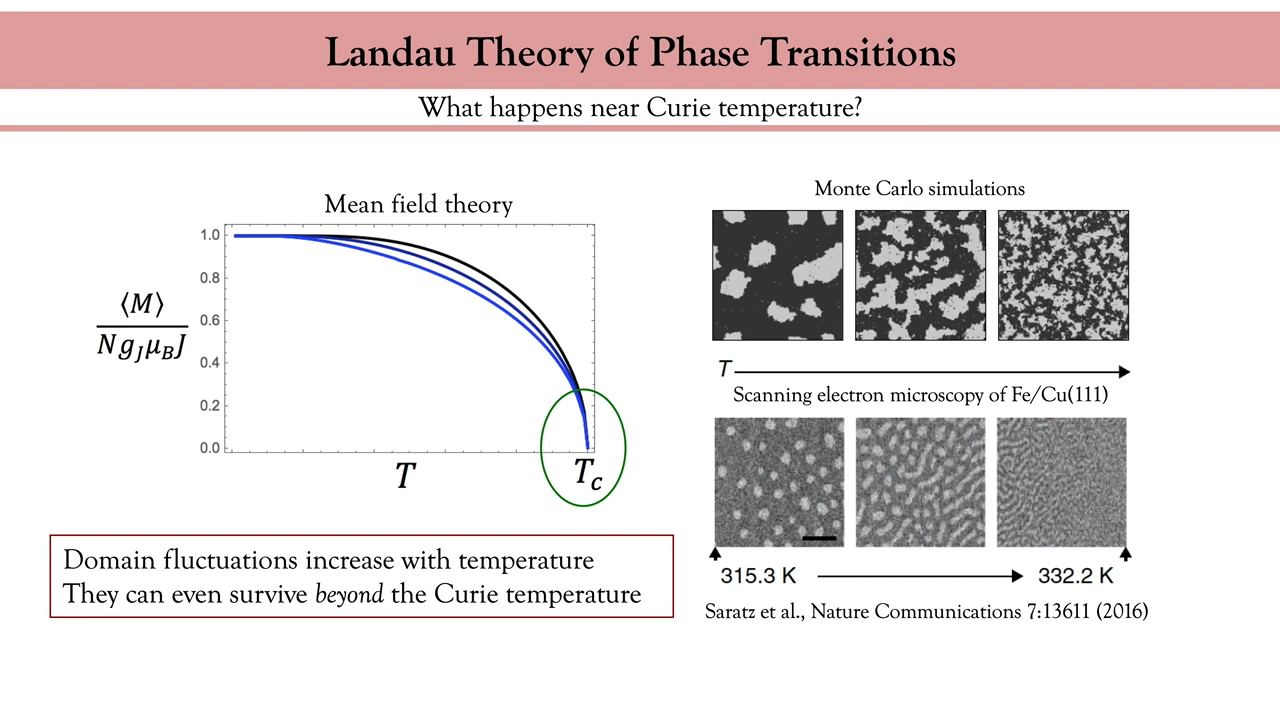 Landau Theory of Phase Transitions
What happens near Curie temperature?
Mean field theory
1.0
0.8
0.6
0.4
0.2
0.0
⟨M⟩
N g_J μ_B J
T
T_c
Domain fluctuations increase with temperature
They can even survive beyond the Curie temperature
Monte Carlo simulations
T
Scanning electron microscopy of Fe/Cu(111)
315.3 K
332.2 K
Saratz et al., Nature Communications 7:13611 (2016)